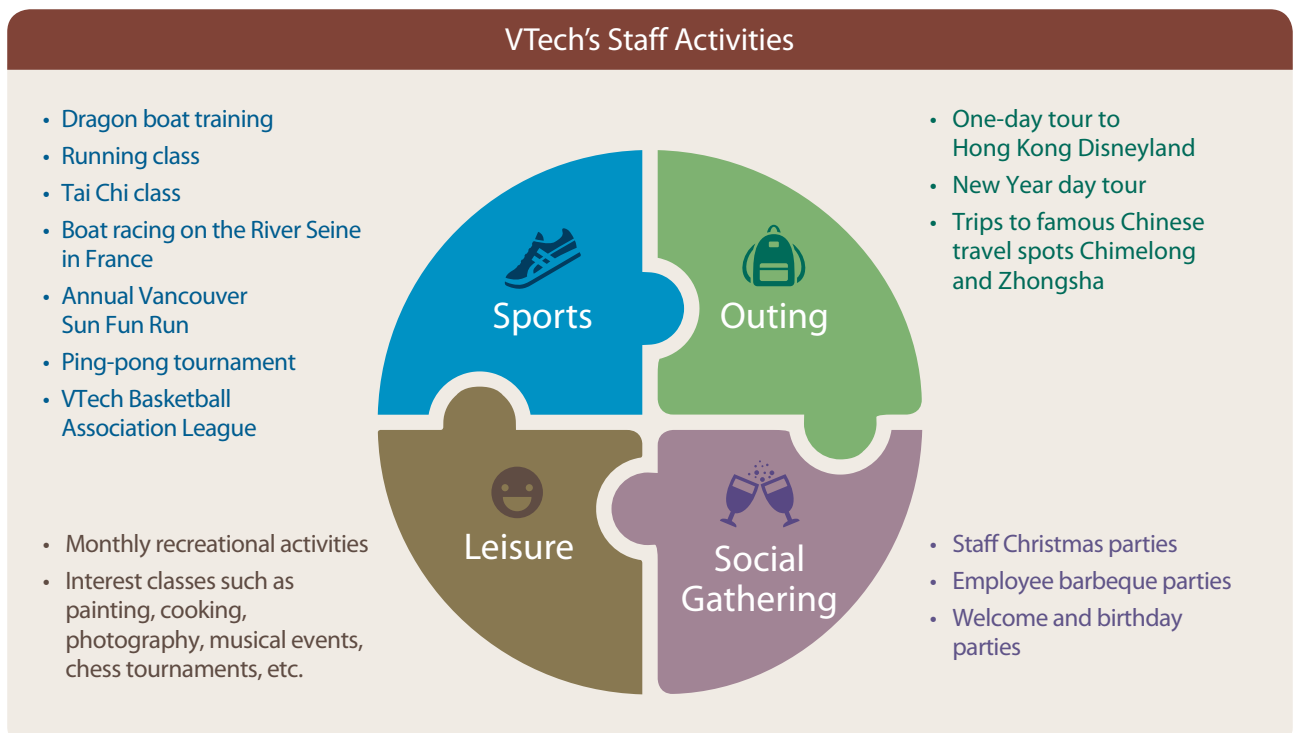 VTech’s Staff Activities
• Dragon boat training
• Running class
• Tai Chi class
• Boat racing on the River Seine
in France
• Annual Vancouver
Sun Fun Run
• Ping-pong tournament
• VTech Basketball
Association League
Sports
Outing
• One-day tour to
Hong Kong Disneyland
• New Year day tour
• Trips to famous Chinese
travel spots Chimelong
and Zhongsha
• Monthly recreational activities
• Interest classes such as
painting, cooking,
photography, musical events,
chess tournaments, etc.
Leisure
Social
Gathering
• Staff Christmas parties
• Employee barbeque parties
• Welcome and birthday
parties